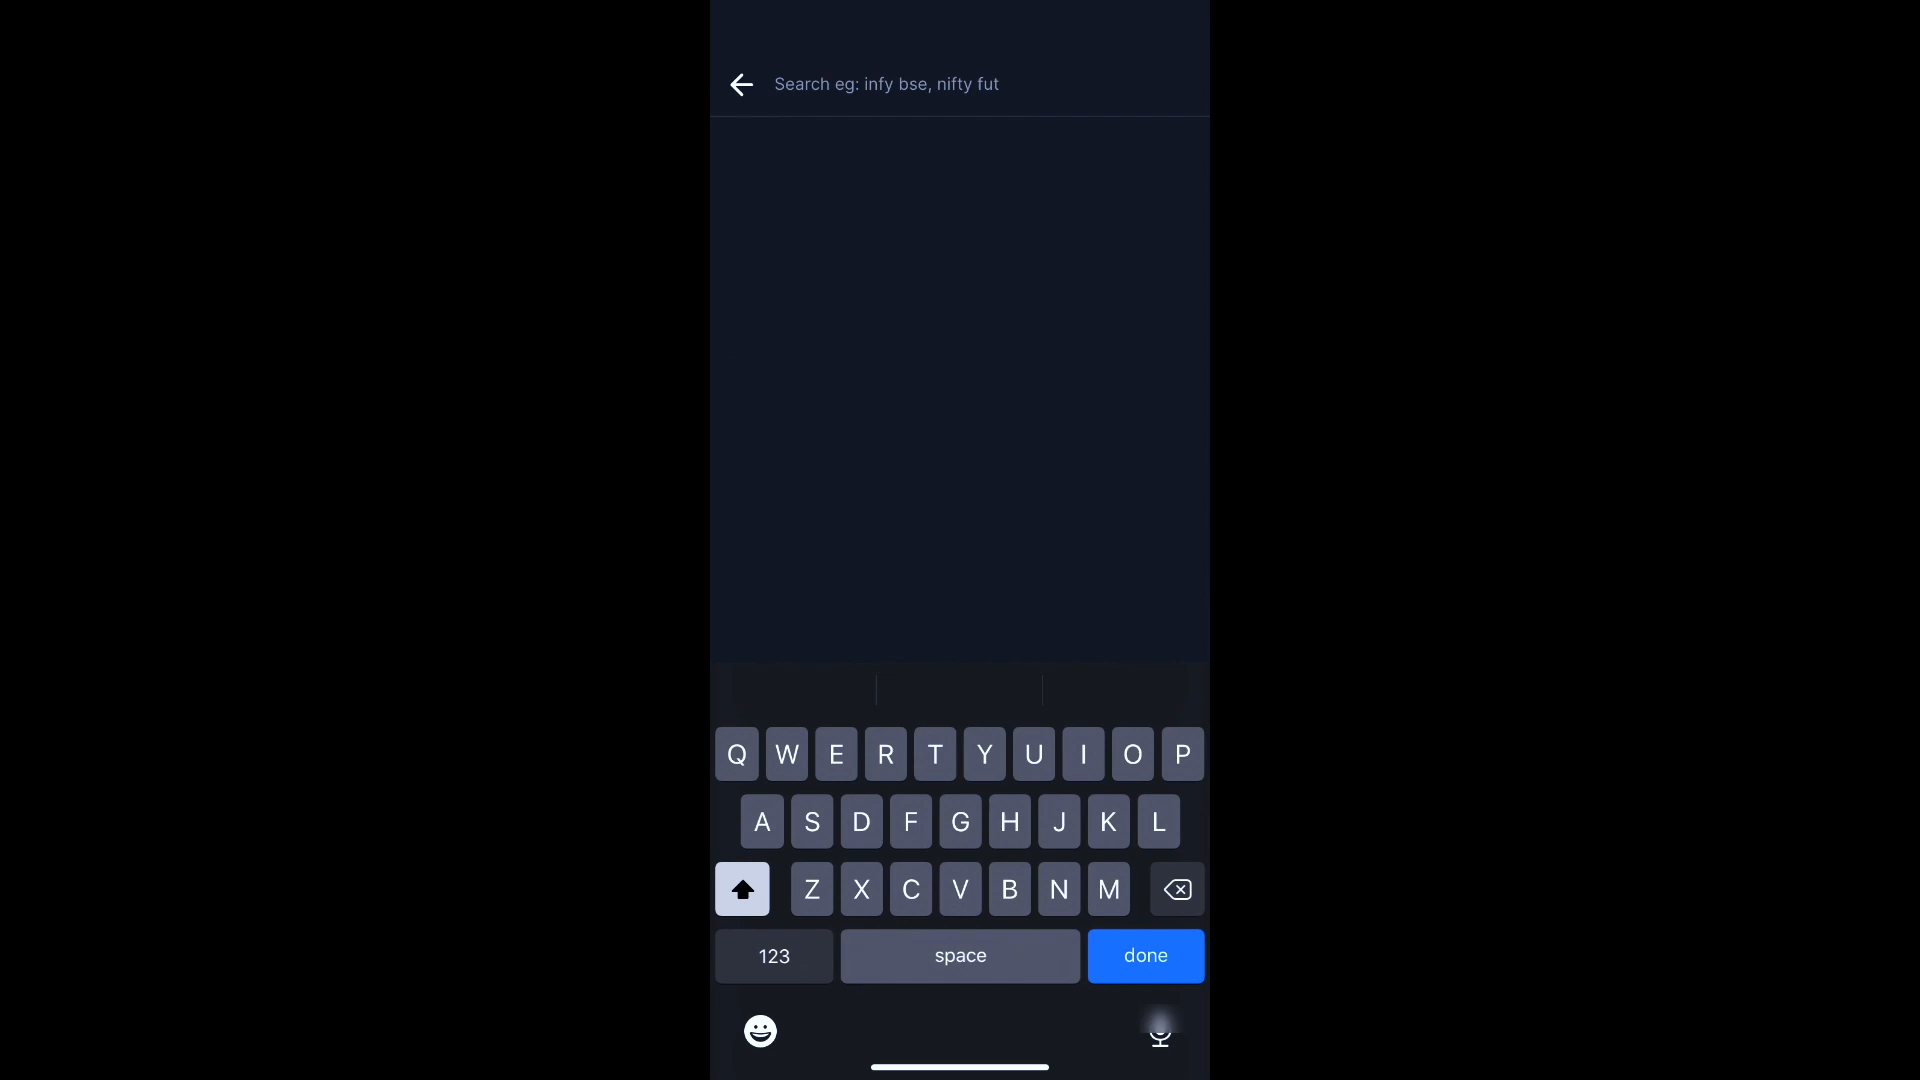 Search eg: infy bse, nifty fut
Q W E R T Y U I O P
A S D F G H J K L
Z X C V B N M
123 space done